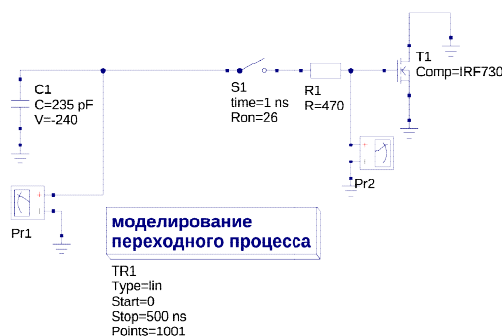 T1
Comp=IRF730
C1
C=235 pF
V=-240
S1
time=1 ns
Ron=26
R1
R=470
Pr2
Pr1
моделирование
переходного процесса
TR1
Type=lin
Start=0
Stop=500 ns
Points=1001